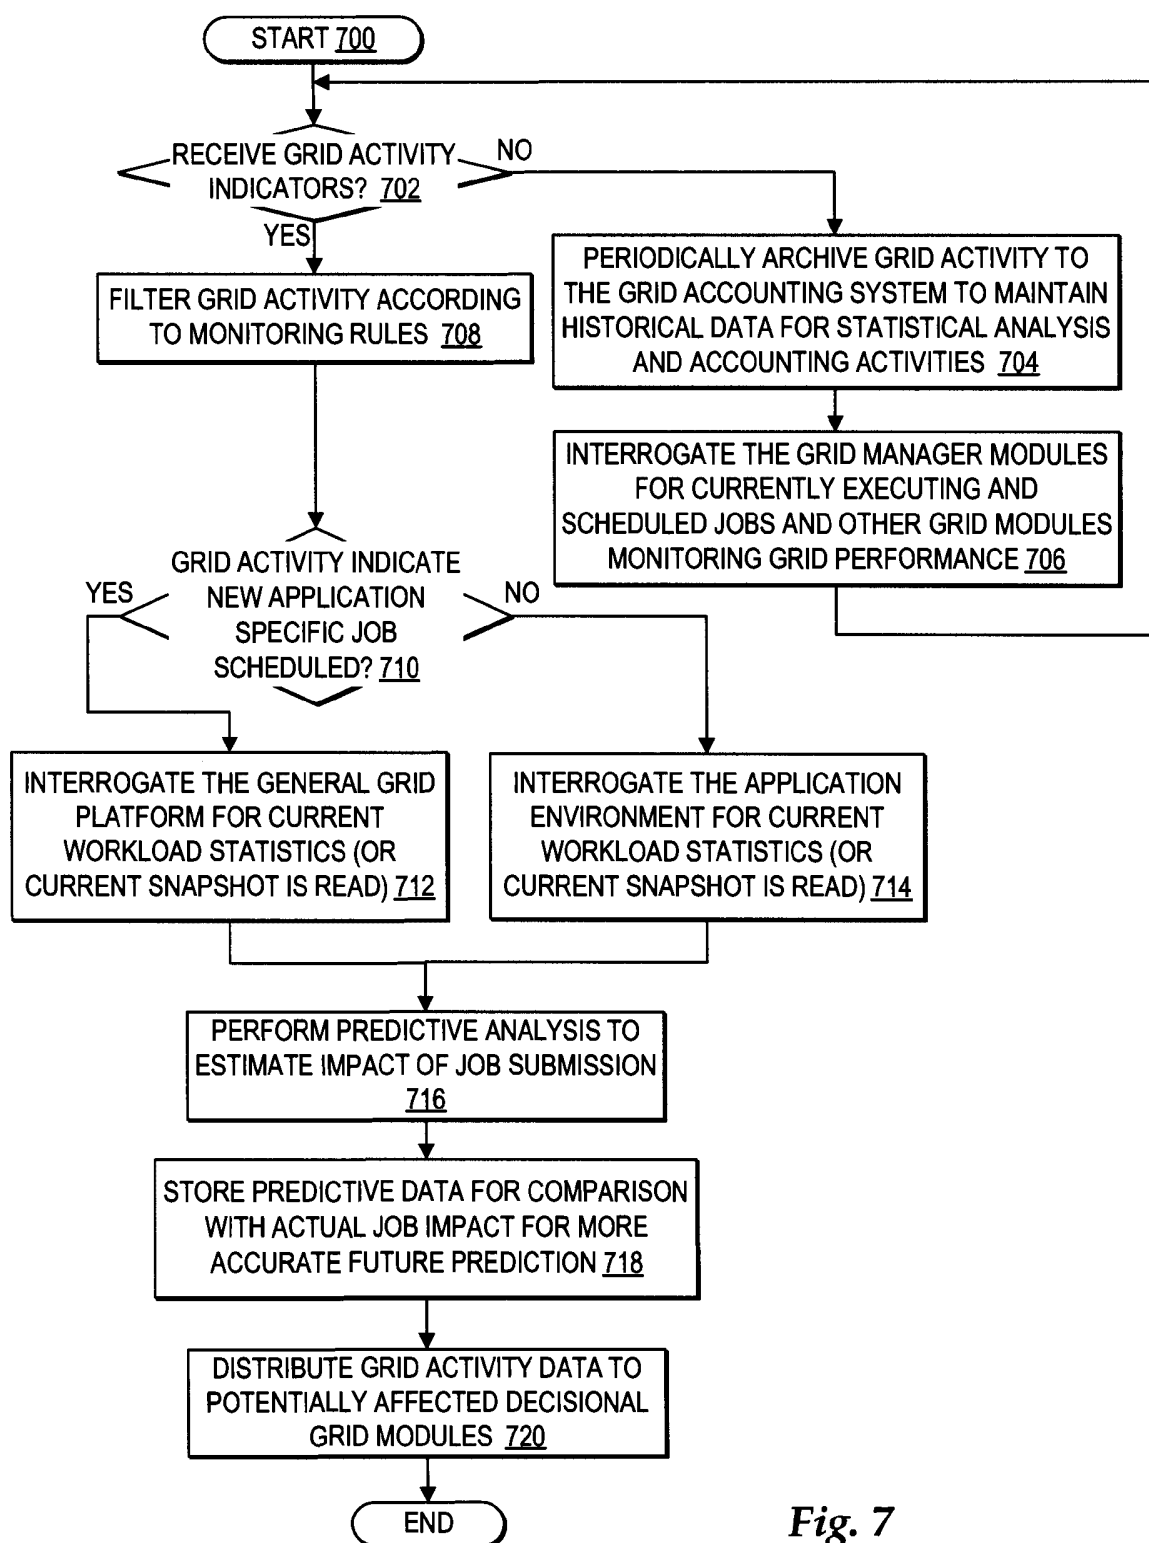 START 700
RECEIVE GRID ACTIVITY
INDICATORS? 702
NO
YES
PERIODICALLY ARCHIVE GRID ACTIVITY TO
THE GRID ACCOUNTING SYSTEM TO MAINTAIN
HISTORICAL DATA FOR STATISTICAL ANALYSIS
AND ACCOUNTING ACTIVITIES 704
FILTER GRID ACTIVITY ACCORDING
TO MONITORING RULES 708
INTERROGATE THE GRID MANAGER MODULES
FOR CURRENTLY EXECUTING AND
SCHEDULED JOBS AND OTHER GRID MODULES
MONITORING GRID PERFORMANCE 706
GRID ACTIVITY INDICATE
NEW APPLICATION
SPECIFIC JOB
SCHEDULED? 710
YES
NO
INTERROGATE THE GENERAL GRID
PLATFORM FOR CURRENT
WORKLOAD STATISTICS (OR
CURRENT SNAPSHOT IS READ) 712
INTERROGATE THE APPLICATION
ENVIRONMENT FOR CURRENT
WORKLOAD STATISTICS (OR
CURRENT SNAPSHOT IS READ) 714
PERFORM PREDICTIVE ANALYSIS TO
ESTIMATE IMPACT OF JOB SUBMISSION
716
STORE PREDICTIVE DATA FOR COMPARISON
WITH ACTUAL JOB IMPACT FOR MORE
ACCURATE FUTURE PREDICTION 718
DISTRIBUTE GRID ACTIVITY DATA TO
POTENTIALLY AFFECTED DECISIONAL
GRID MODULES 720
END
Fig. 7